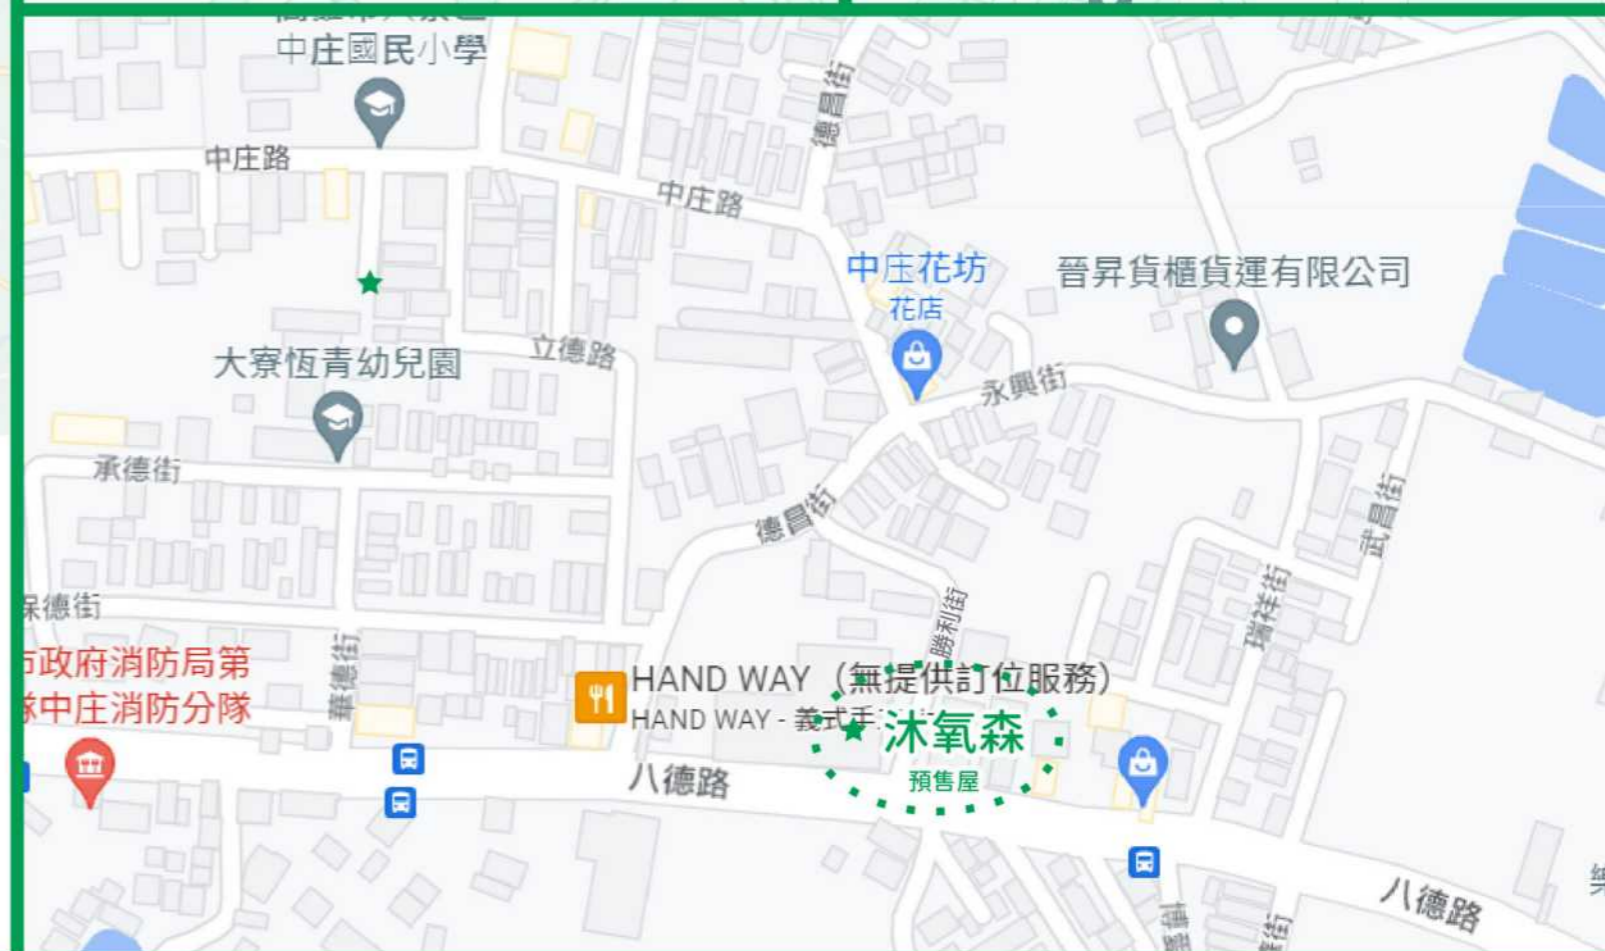 中庄國民小學
德昌街
中庄路
中庄路
中庄花坊
花店
晉昇貨櫃貨運有限公司
立德路
大寮恆青幼兒園
永興街
承德街
德昌街
武昌街
保德街
瑞祥街
勝利街
華德街
市政府消防局第
隊中庄消防分隊
HAND WAY（無提供訂位服務）
HAND WAY - 義式手
沐氧森
預售屋
八德路
八德路